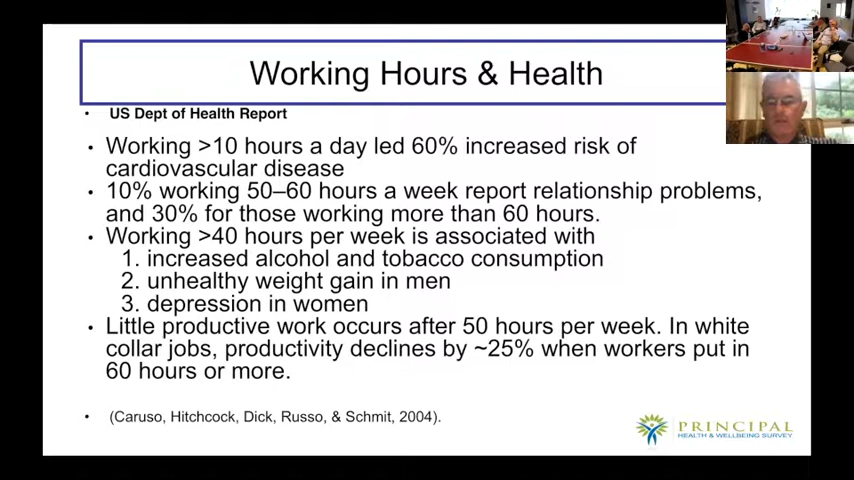 Working Hours & Health
• US Dept of Health Report
• Working >10 hours a day led 60% increased risk of
cardiovascular disease
• 10% working 50–60 hours a week report relationship problems,
and 30% for those working more than 60 hours.
• Working >40 hours per week is associated with
1. increased alcohol and tobacco consumption
2. unhealthy weight gain in men
3. depression in women
• Little productive work occurs after 50 hours per week. In white
collar jobs, productivity declines by ~25% when workers put in
60 hours or more.
• (Caruso, Hitchcock, Dick, Russo, & Schmit, 2004).
PRINCIPAL
HEALTH & WELLBEING SURVEY